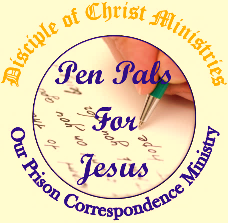 Disciple of Christ Ministries
Pen Pals
For
Jesus
Our Prison Correspondence Ministry